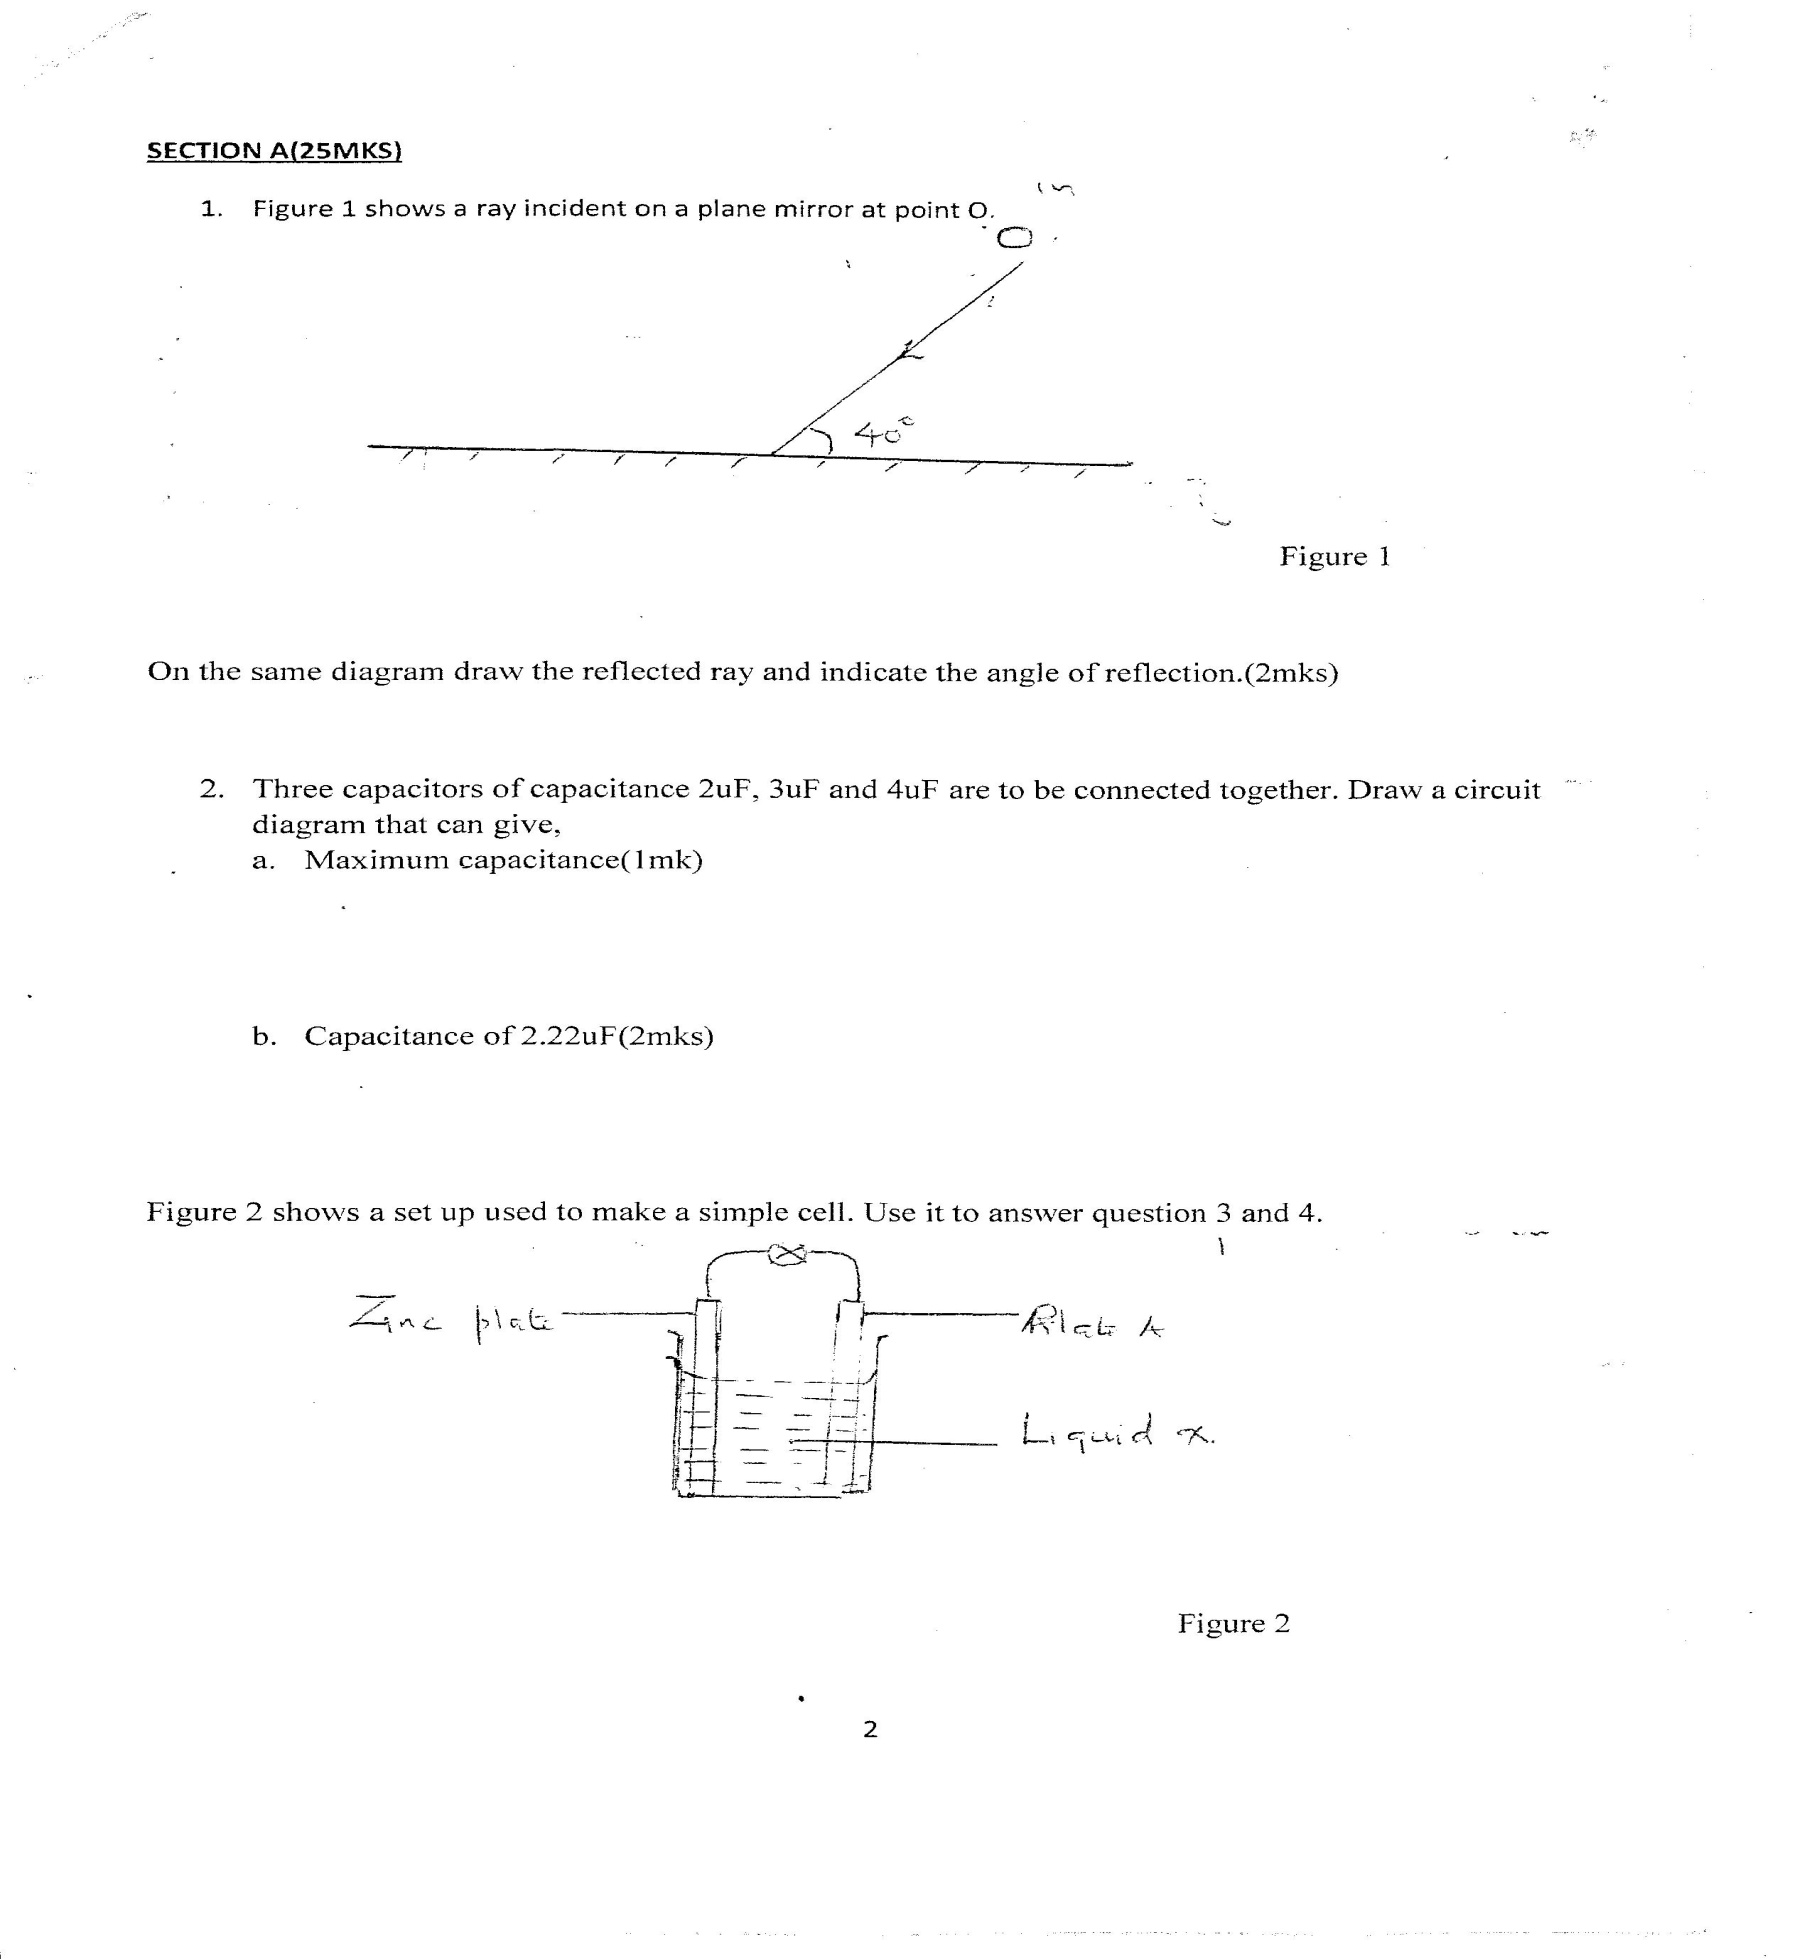 SECTION A(25MKS)
1. Figure 1 shows a ray incident on a plane mirror at point O.
O
40°
Figure 1
On the same diagram draw the reflected ray and indicate the angle of reflection.(2mks)
2. Three capacitors of capacitance 2uF, 3uF and 4uF are to be connected together. Draw a circuit
diagram that can give,
a. Maximum capacitance(1mk)
b. Capacitance of 2.22uF(2mks)
Figure 2 shows a set up used to make a simple cell. Use it to answer question 3 and 4.
Zinc plate
Plate A
Liquid x.
Figure 2
2